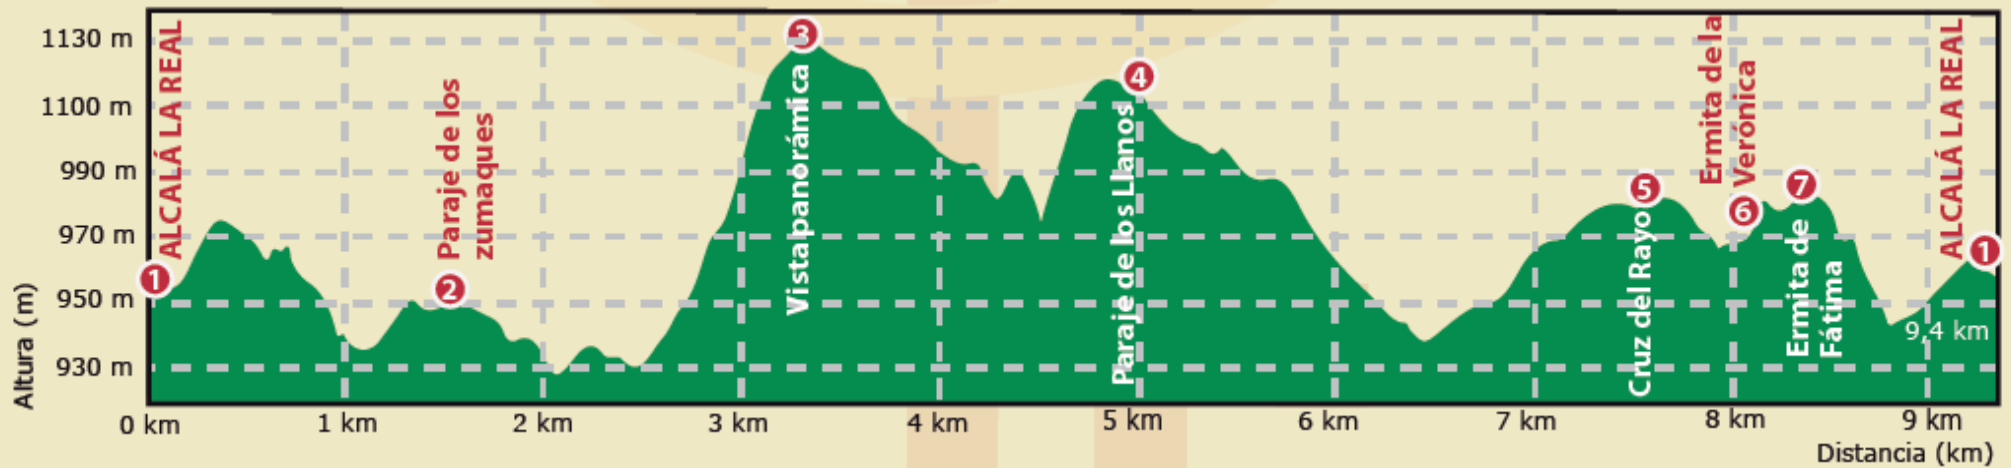 1130 m
1100 m
990 m
970 m
950 m
930 m
Altura (m)
1
ALCALÁ LA REAL
2
Paraje de los
zumaques
3
Vista panorámica
4
Paraje de los Llanos
5
Cruz del Rayo
6
Ermita de la
Verónica
7
Ermita de
Fátima
1
ALCALÁ LA REAL
9,4 km
0 km
1 km
2 km
3 km
4 km
5 km
6 km
7 km
8 km
9 km
Distancia (km)